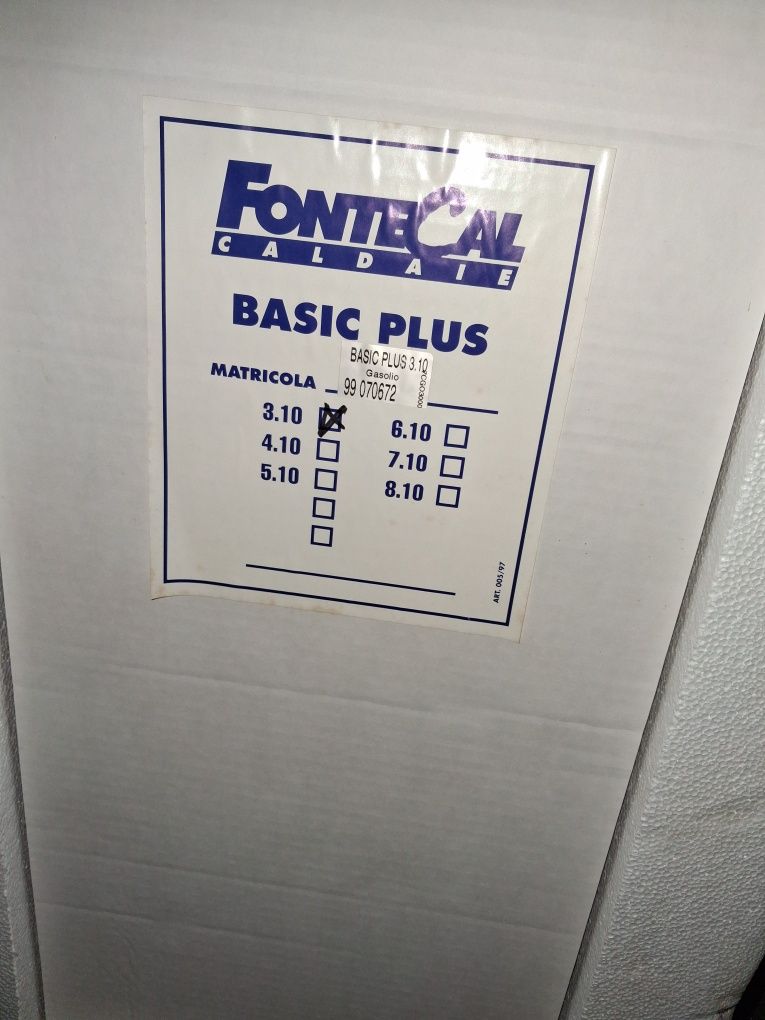 FONTECAL
CALDAIE
BASIC PLUS
BASIC PLUS 3.10
Gasolio
MATRICOLA 99 070672
3.10
4.10
5.10
6.10
7.10
8.10
ART. 005/97